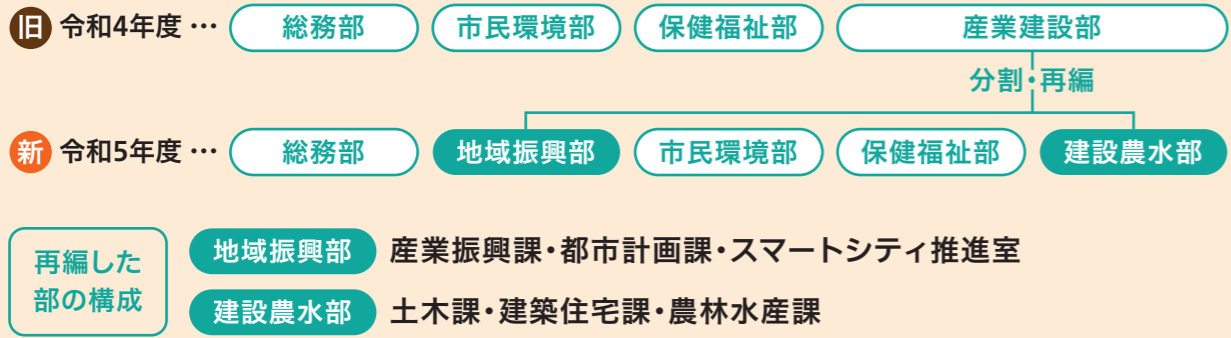 旧 令和4年度 … 総務部 市民環境部 保健福祉部 産業建設部
分割・再編
新 令和5年度 … 総務部 地域振興部 市民環境部 保健福祉部 建設農水部
再編した
部の構成
地域振興部 産業振興課・都市計画課・スマートシティ推進室
建設農水部 土木課・建築住宅課・農林水産課